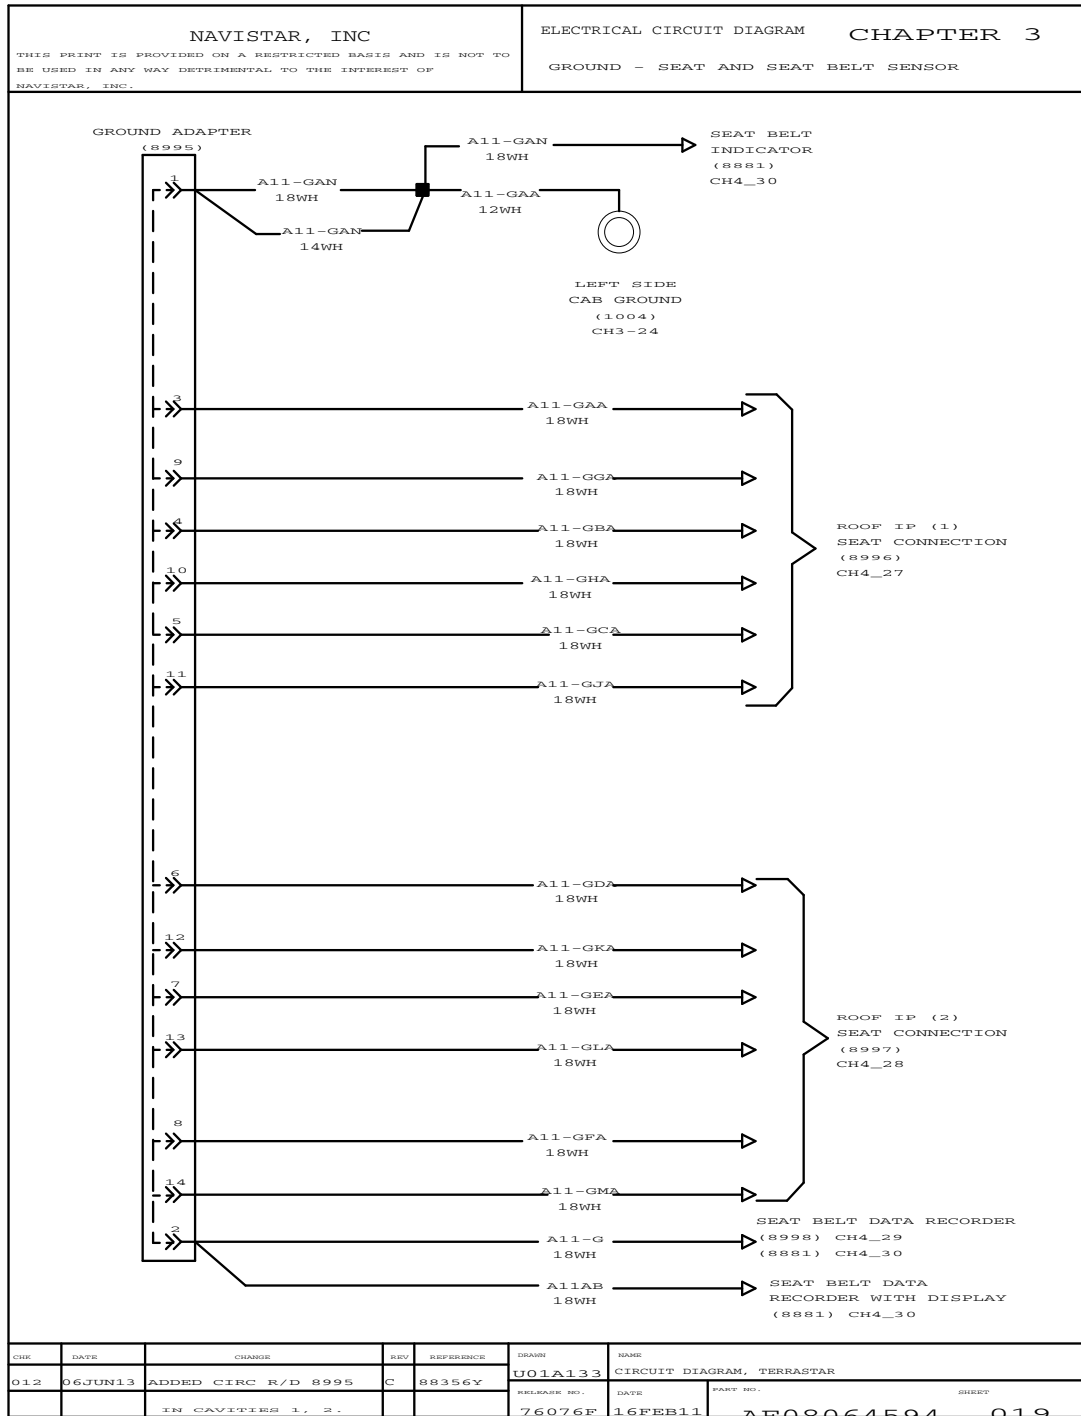 NAVISTAR, INC
THIS PRINT IS PROVIDED ON A RESTRICTED BASIS AND IS NOT TO
BE USED IN ANY WAY DETRIMENTAL TO THE INTEREST OF
NAVISTAR, INC.
ELECTRICAL CIRCUIT DIAGRAM CHAPTER 3
GROUND - SEAT AND SEAT BELT SENSOR
GROUND ADAPTER
(8995)
A11-GAN
18WH
SEAT BELT
INDICATOR
(8881)
CH4_30
1
A11-GAN
18WH
A11-GAA
12WH
A11-GAN
14WH
LEFT SIDE
CAB GROUND
(1004)
CH3-24
3
A11-GAA
18WH
9
A11-GGA
18WH
4
A11-GBA
18WH
ROOF IP (1)
SEAT CONNECTION
(8996)
CH4_27
10
A11-GHA
18WH
5
A11-GCA
18WH
11
A11-GJA
18WH
6
A11-GDA
18WH
12
A11-GKA
18WH
7
A11-GEA
18WH
ROOF IP (2)
SEAT CONNECTION
(8997)
CH4_28
13
A11-GLA
18WH
8
A11-GFA
18WH
14
A11-GMA
18WH
2
A11-G
18WH
SEAT BELT DATA RECORDER
(8998) CH4_29
(8881) CH4_30
A11AB
18WH
SEAT BELT DATA
RECORDER WITH DISPLAY
(8881) CH4_30
CHK DATE CHANGE REV REFERENCE
012 06JUN13 ADDED CIRC R/D 8995 C 88356Y
IN CAVITIES 1, 2.
DRAWN
U01A133
NAME
CIRCUIT DIAGRAM, TERRASTAR
RELEASE NO.
76076F
DATE
16FEB11
PART NO.
AE08064594
SHEET
019